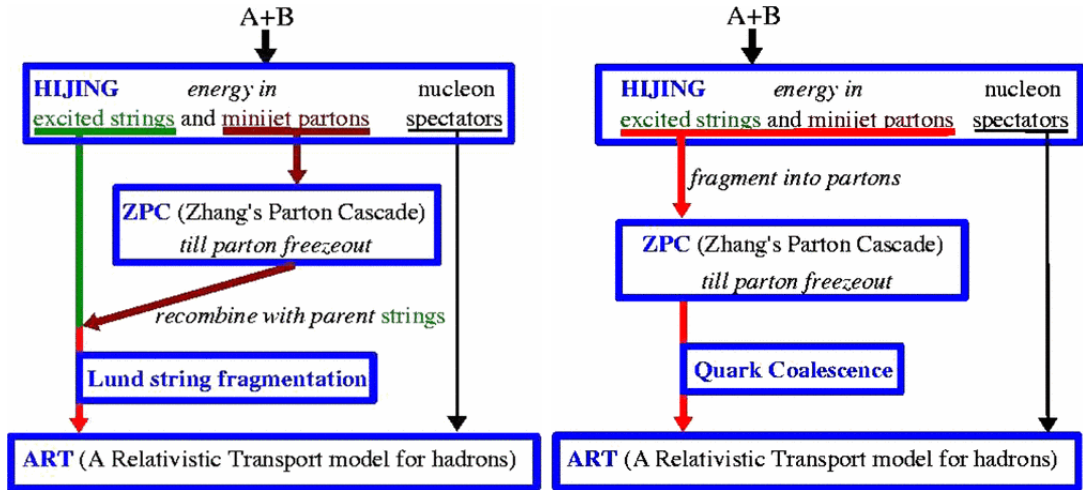 A+B
HIJING energy in nucleon
excited strings and minijet partons spectators
ZPC (Zhang's Parton Cascade)
till parton freezeout
recombine with parent strings
Lund string fragmentation
ART (A Relativistic Transport model for hadrons)
A+B
HIJING energy in nucleon
excited strings and minijet partons spectators
fragment into partons
ZPC (Zhang's Parton Cascade)
till parton freezeout
Quark Coalescence
ART (A Relativistic Transport model for hadrons)